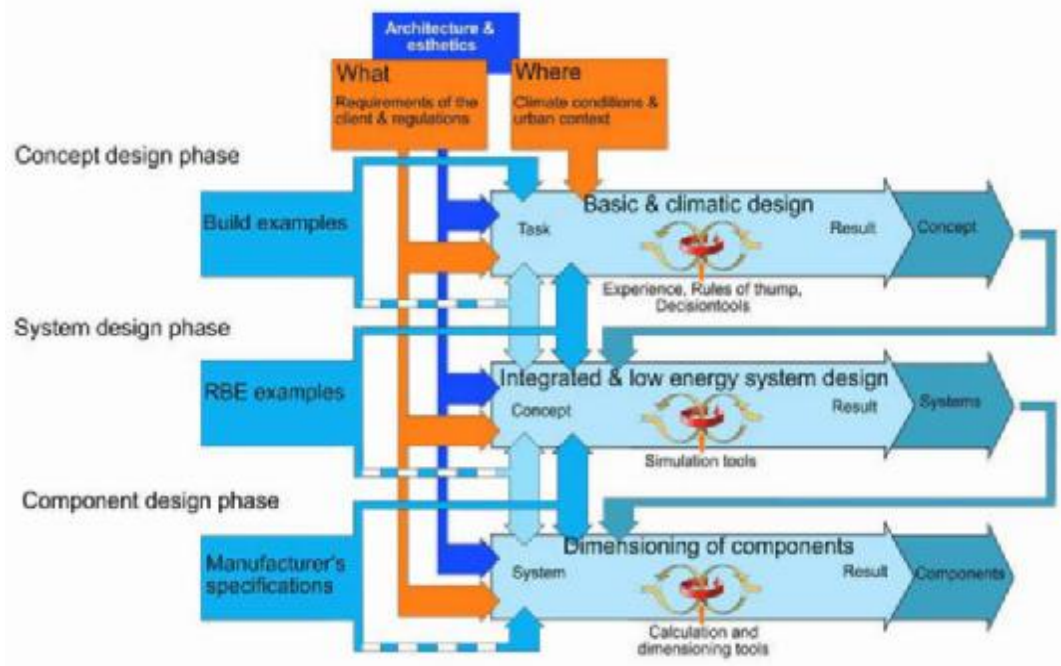 Architecture &
esthetics
What
Requirements of the
client & regulations
Where
Climate conditions &
urban context
Concept design phase
Build examples
Basic & climatic design
Task
Result
Concept
Experience, Rules of thump,
Decisiontools
System design phase
RBE examples
Integrated & low energy system design
Concept
Result
Systems
Simulation tools
Component design phase
Manufacturer's
specifications
Dimensioning of components
System
Result
Components
Calculation and
dimensioning tools